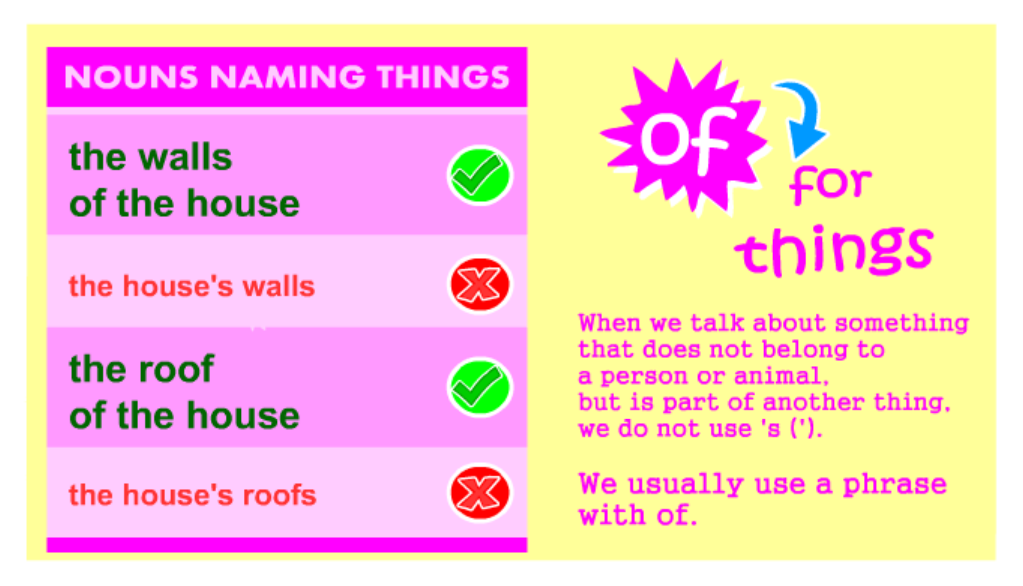 NOUNS NAMING THINGS
the walls
of the house
the house's walls
the roof
of the house
the house's roofs
of
for
things
When we talk about something
that does not belong to
a person or animal,
but is part of another thing,
we do not use 's (').
We usually use a phrase
with of.